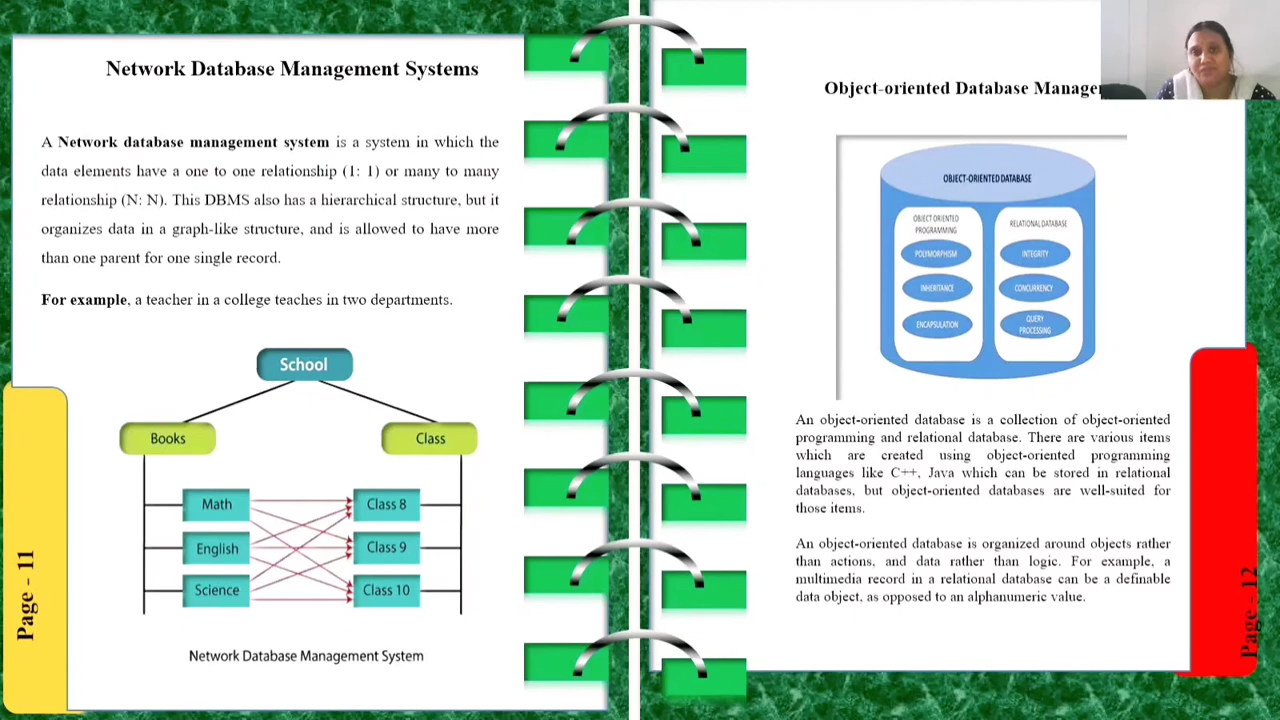 Network Database Management Systems
A Network database management system is a system in which the
data elements have a one to one relationship (1: 1) or many to many
relationship (N: N). This DBMS also has a hierarchical structure, but it
organizes data in a graph-like structure, and is allowed to have more
than one parent for one single record.
For example, a teacher in a college teaches in two departments.
School
Books
Class
Math
Class 8
English
Class 9
Science
Class 10
Network Database Management System
Page - 11
Object-oriented Database
OBJECT-ORIENTED DATABASE
OBJECT ORIENTED
PROGRAMMING
POLYMORPHISM
INHERITANCE
ENCAPSULATION
RELATIONAL DATABASE
INTEGRITY
CONCURRENCY
QUERY
PROCESSING
An object-oriented database is a collection of object-oriented
programming and relational database. There are various items
which are created using object-oriented programming
languages like C++, Java which can be stored in relational
databases, but object-oriented databases are well-suited for
those items.
An object-oriented database is organized around objects rather
than actions, and data rather than logic. For example, a
multimedia record in a relational database can be a definable
data object, as opposed to an alphanumeric value.
Page - 12